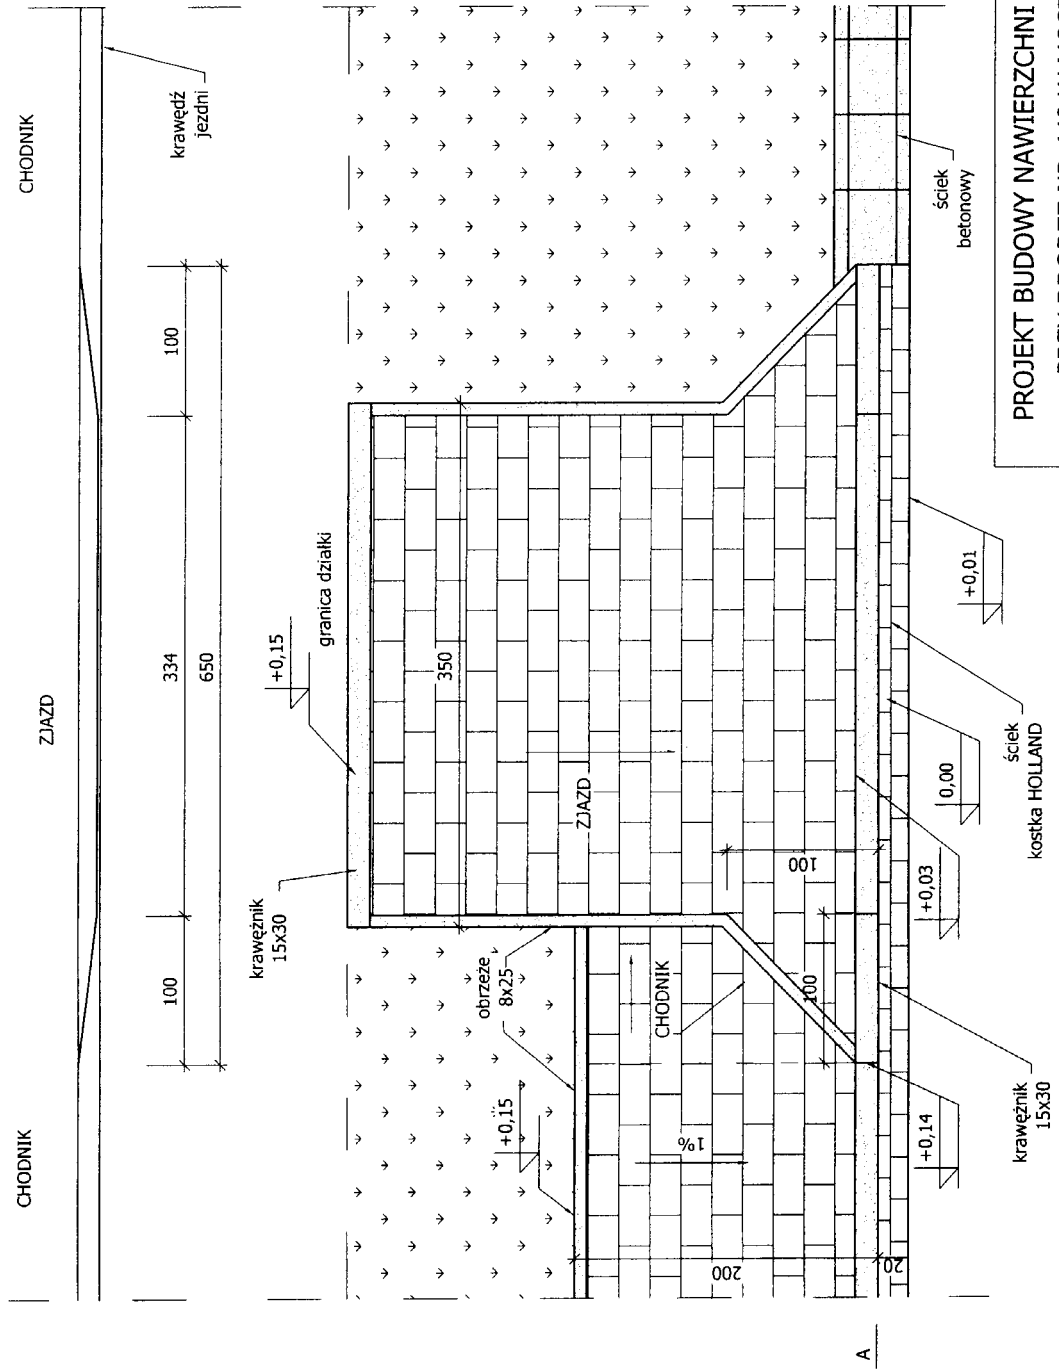 CHODNIK
ZJAZD
CHODNIK
krawędź
jezdni
100
334
100
650
+0,15
granica działki
krawężnik
15x30
350
obrzeże
8x25
+0,15
ZJAZD
CHODNIK
1%
100
100
200
20
A
+0,14
+0,03
0,00
+0,01
krawężnik
15x30
ściek
kostka HOLLAND
ściek
betonowy
PROJEKT BUDOWY NAWIERZCHNI